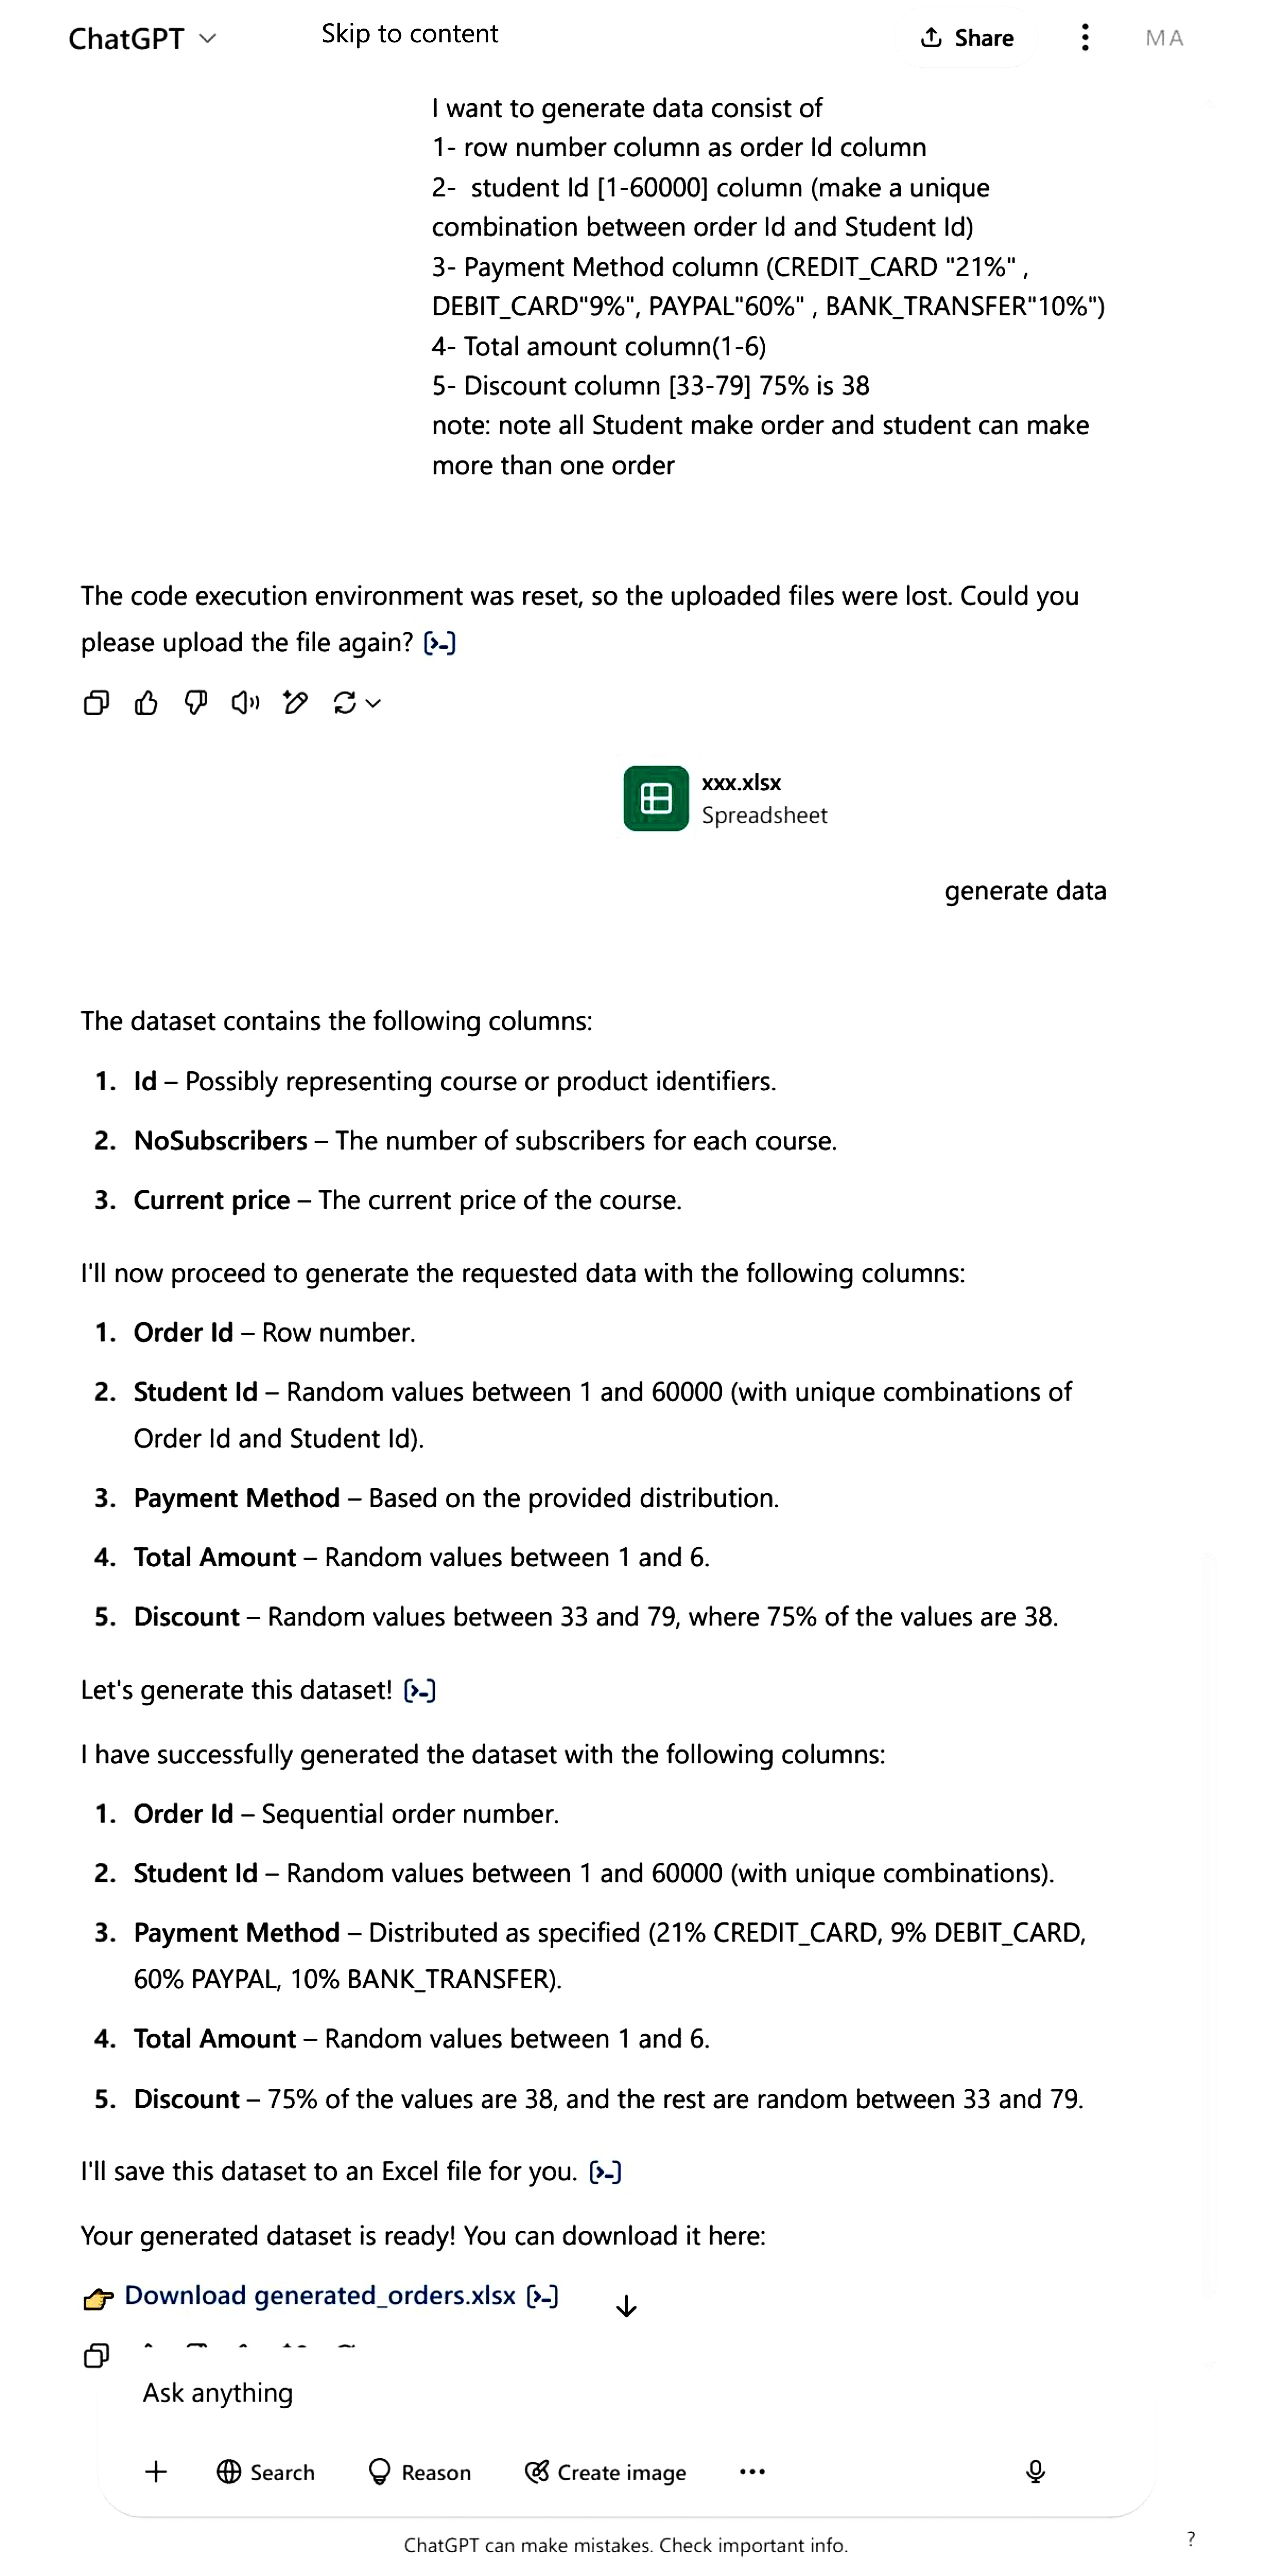 ChatGPT
Skip to content
Share
MA
I want to generate data consist of
1- row number column as order Id column
2-  student Id [1-60000] column (make a unique
combination between order Id and Student Id)
3- Payment Method column (CREDIT_CARD "21%" ,
DEBIT_CARD"9%", PAYPAL"60%" , BANK_TRANSFER"10%")
4- Total amount column(1-6)
5- Discount column [33-79] 75% is 38
note: note all Student make order and student can make
more than one order
The code execution environment was reset, so the uploaded files were lost. Could you
please upload the file again?
xxx.xlsx
Spreadsheet
generate data
The dataset contains the following columns:
1. Id – Possibly representing course or product identifiers.
2. NoSubscribers – The number of subscribers for each course.
3. Current price – The current price of the course.
I'll now proceed to generate the requested data with the following columns:
1. Order Id – Row number.
2. Student Id – Random values between 1 and 60000 (with unique combinations of
Order Id and Student Id).
3. Payment Method – Based on the provided distribution.
4. Total Amount – Random values between 1 and 6.
5. Discount – Random values between 33 and 79, where 75% of the values are 38.
Let's generate this dataset!
I have successfully generated the dataset with the following columns:
1. Order Id – Sequential order number.
2. Student Id – Random values between 1 and 60000 (with unique combinations).
3. Payment Method – Distributed as specified (21% CREDIT_CARD, 9% DEBIT_CARD,
60% PAYPAL, 10% BANK_TRANSFER).
4. Total Amount – Random values between 1 and 6.
5. Discount – 75% of the values are 38, and the rest are random between 33 and 79.
I'll save this dataset to an Excel file for you.
Your generated dataset is ready! You can download it here:
👉 Download generated_orders.xlsx
Ask anything
Search
Reason
Create image
ChatGPT can make mistakes. Check important info.
?